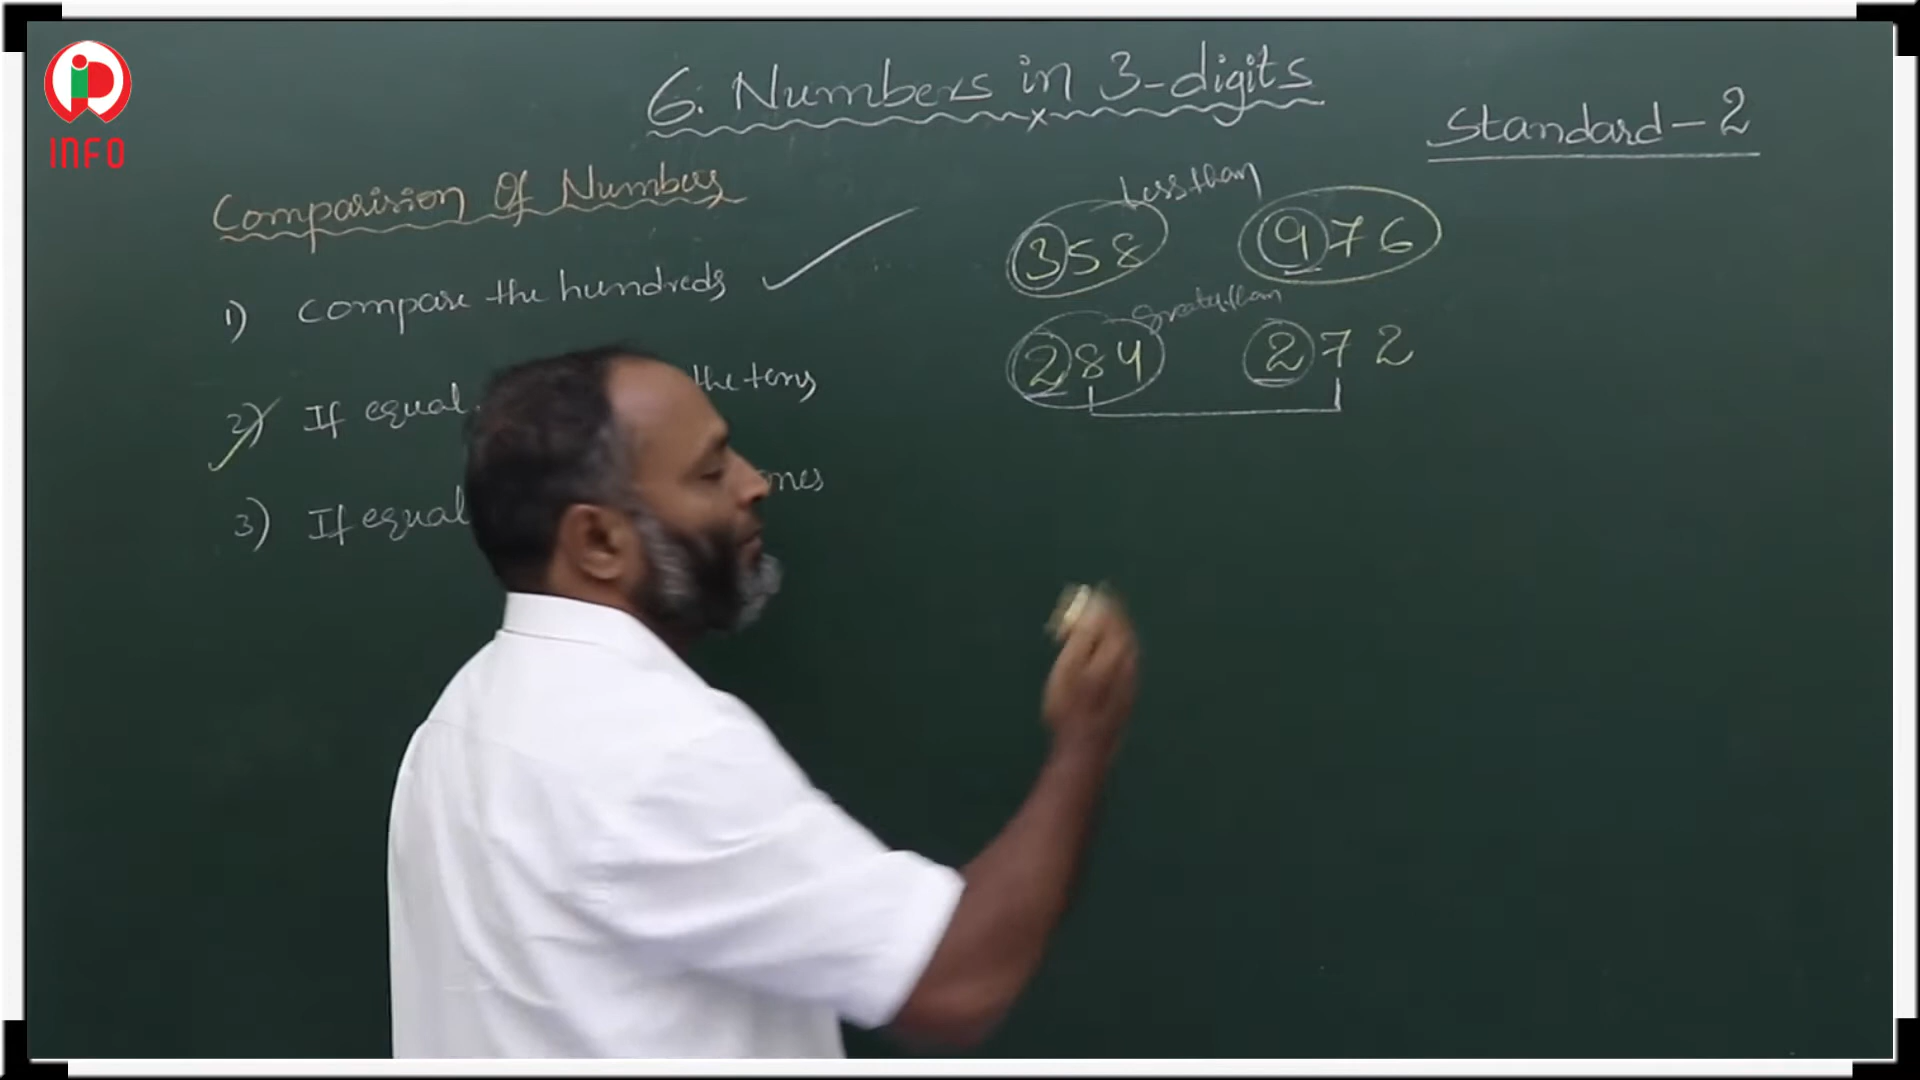 INFO
6. Numbers in 3-digits
Standard - 2
Comparision Of Numbers
1) Compare the hundreds
2) If equal, the tens
3) If equal ones
Less than
358 976
greater than
284 272